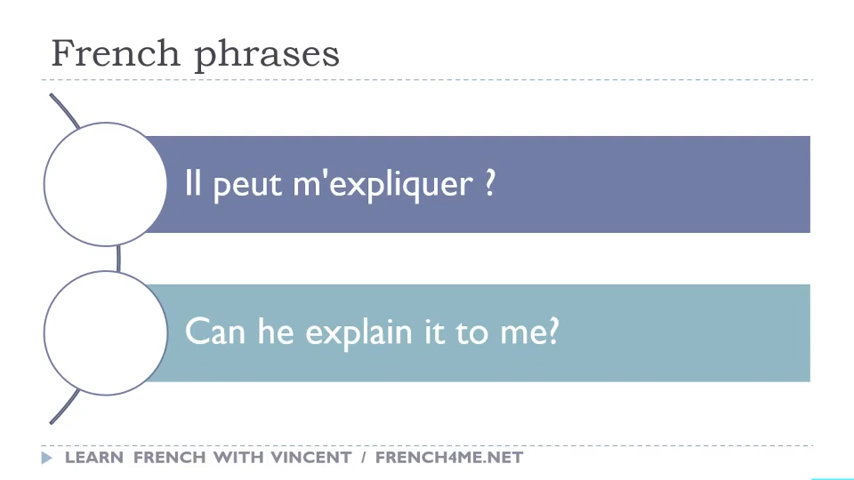 French phrases
Il peut m'expliquer ?
Can he explain it to me?
LEARN FRENCH WITH VINCENT / FRENCH4ME.NET